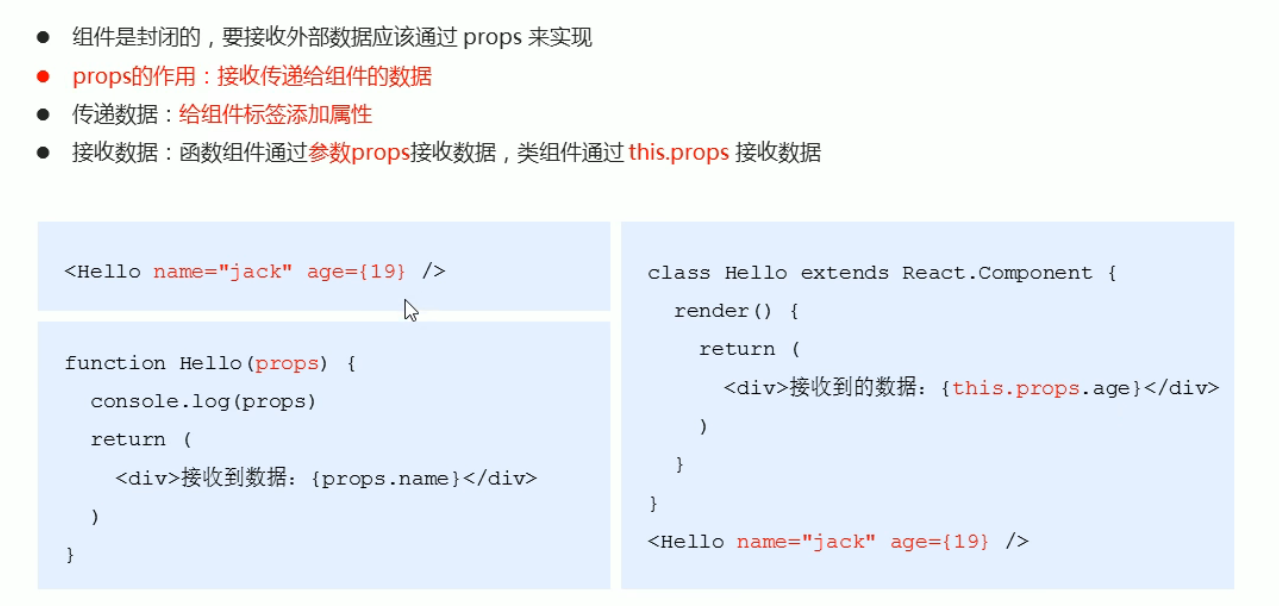 组件是封闭的，要接收外部数据应该通过 props 来实现
props的作用：接收传递给组件的数据
传递数据：给组件标签添加属性
接收数据：函数组件通过参数props接收数据，类组件通过 this.props 接收数据
<Hello name="jack" age={19} />
function Hello(props) {
console.log(props)
return (
<div>接收到数据：{props.name}</div>
)
}
class Hello extends React.Component {
render() {
return (
<div>接收到的数据：{this.props.age}</div>
)
}
}
<Hello name="jack" age={19} />